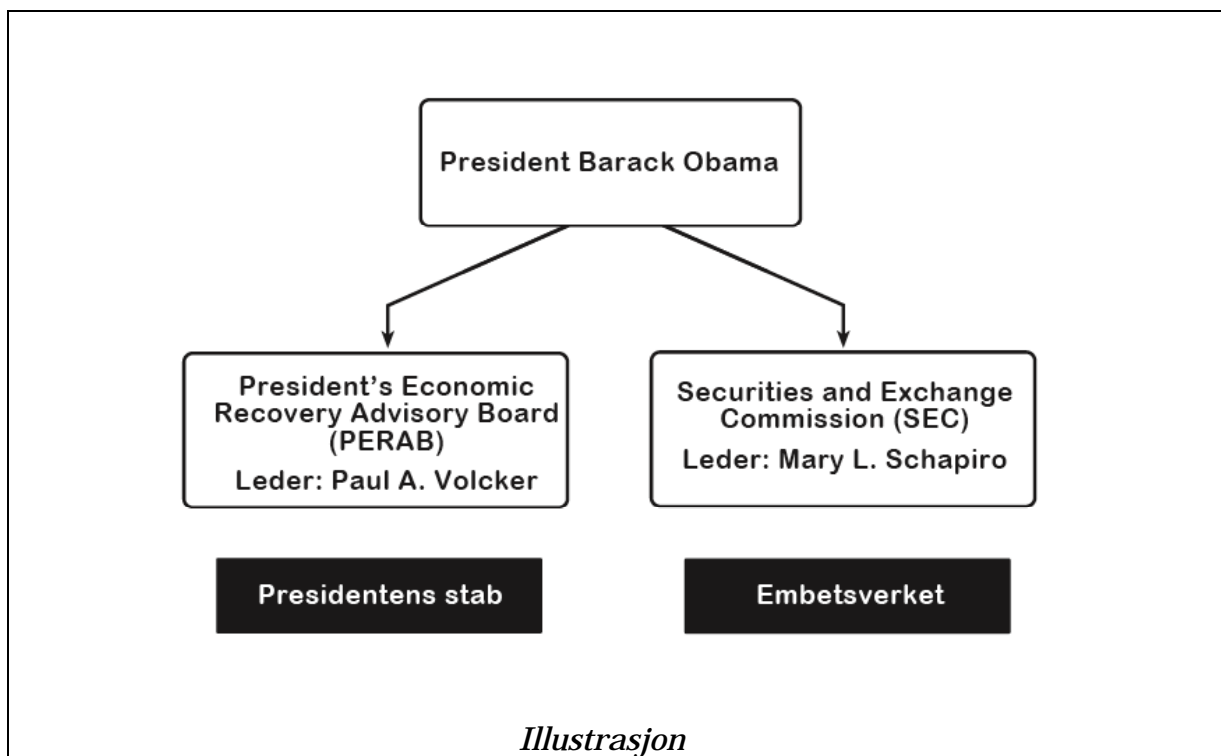 President Barack Obama
President’s Economic
Recovery Advisory Board
(PERAB)
Leder: Paul A. Volcker
Securities and Exchange
Commission (SEC)
Leder: Mary L. Schapiro
Presidentens stab
Embetsverket
Illustrasjon